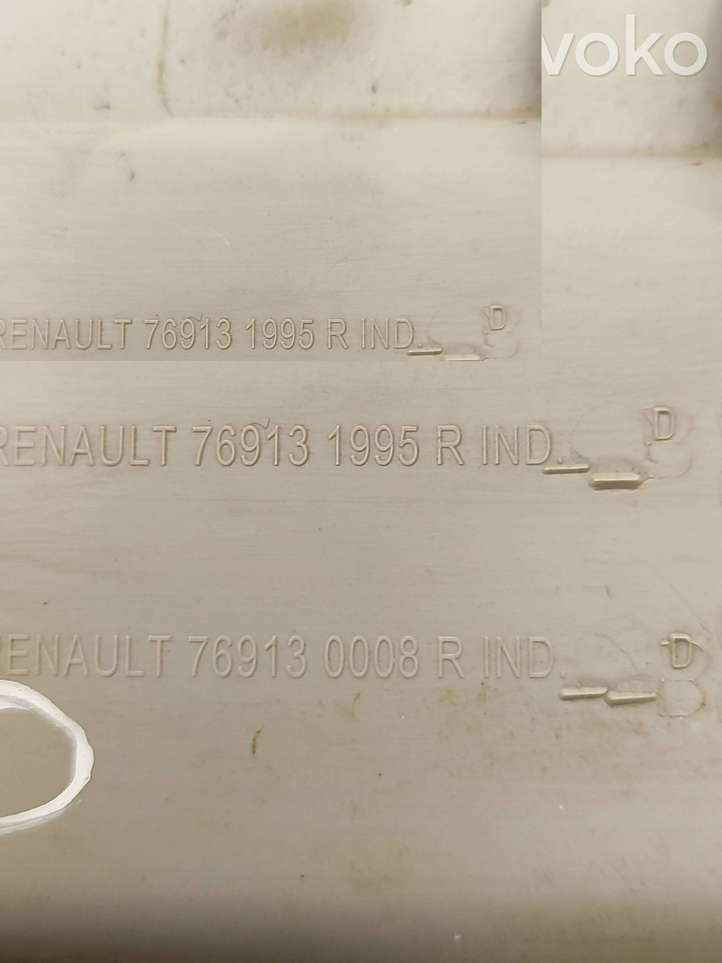 voko
RENAULT 76913 1995 R IND._ _ D
RENAULT 76913 1995 R IND._ _ D
RENAULT 76913 0008 R IND._ _ D